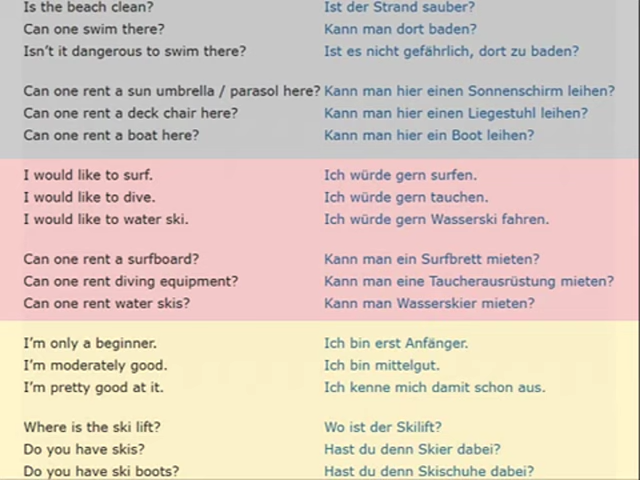 Is the beach clean? Ist der Strand sauber?
Can one swim there? Kann man dort baden?
Isn't it dangerous to swim there? Ist es nicht gefährlich, dort zu baden?
Can one rent a sun umbrella / parasol here? Kann man hier einen Sonnenschirm leihen?
Can one rent a deck chair here? Kann man hier einen Liegestuhl leihen?
Can one rent a boat here? Kann man hier ein Boot leihen?
I would like to surf. Ich würde gern surfen.
I would like to dive. Ich würde gern tauchen.
I would like to water ski. Ich würde gern Wasserski fahren.
Can one rent a surfboard? Kann man ein Surfbrett mieten?
Can one rent diving equipment? Kann man eine Taucherausrüstung mieten?
Can one rent water skis? Kann man Wasserskier mieten?
I'm only a beginner. Ich bin erst Anfänger.
I'm moderately good. Ich bin mittelgut.
I'm pretty good at it. Ich kenne mich damit schon aus.
Where is the ski lift? Wo ist der Skilift?
Do you have skis? Hast du denn Skier dabei?
Do you have ski boots? Hast du denn Skischuhe dabei?